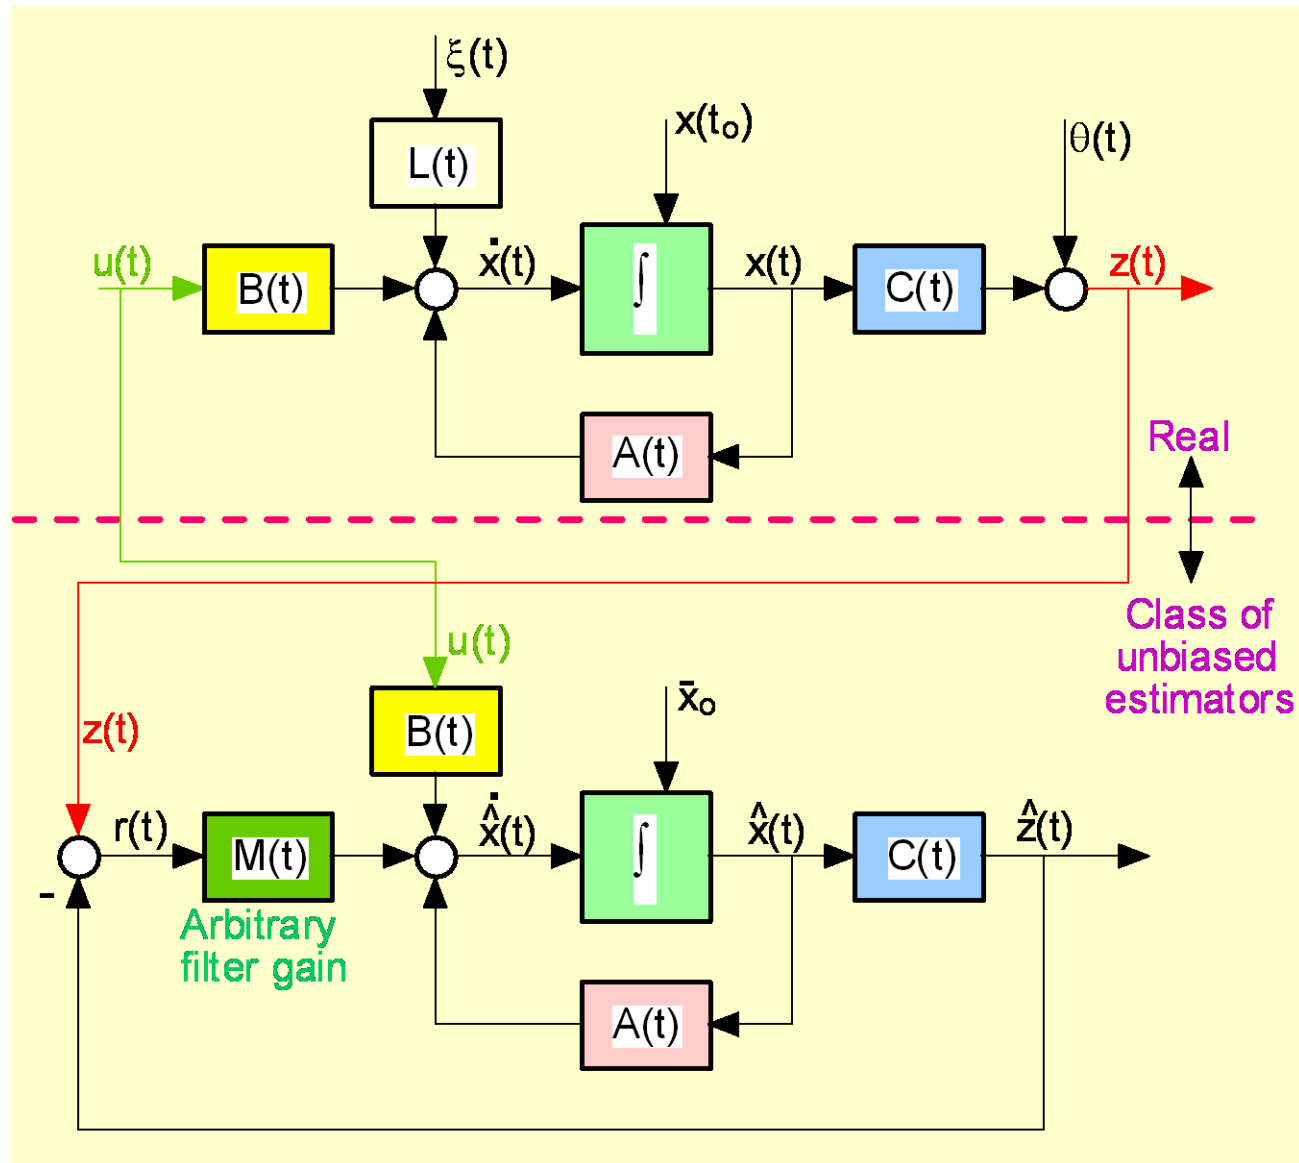 ξ(t)
x(t₀)
θ(t)
L(t)
u(t)
B(t)
ẋ(t)
∫
x(t)
C(t)
z(t)
A(t)
Real
Class of
unbiased
estimators
u(t)
x̄₀
z(t)
B(t)
r(t)
M(t)
x̂̇(t)
∫
x̂(t)
C(t)
ẑ(t)
-
Arbitrary
filter gain
A(t)